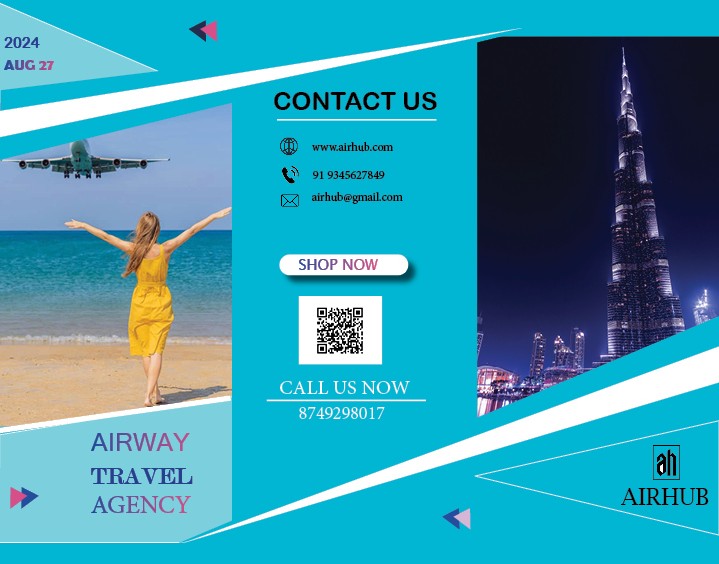 2024
AUG 27
CONTACT US
www.airhub.com
91 9345627849
airhub@gmail.com
SHOP NOW
CALL US NOW
8749298017
AIRWAY
TRAVEL
AGENCY
ah
AIRHUB